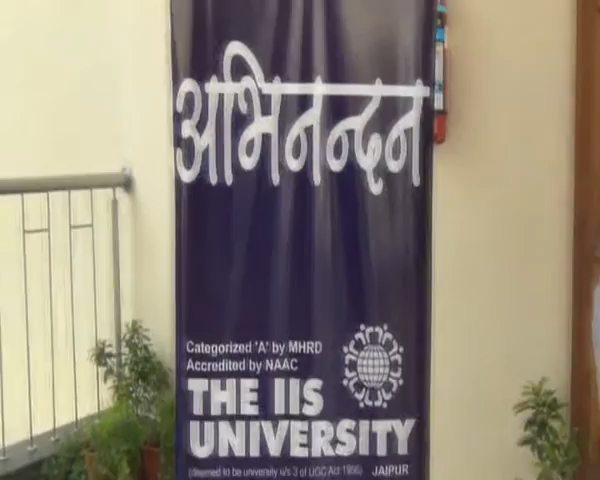 अभिनन्दन
Categorized 'A' by MHRD
Accredited by NAAC
THE IIS
UNIVERSITY
(deemed to be university u/s 3 of UGC Act 1956) JAIPUR